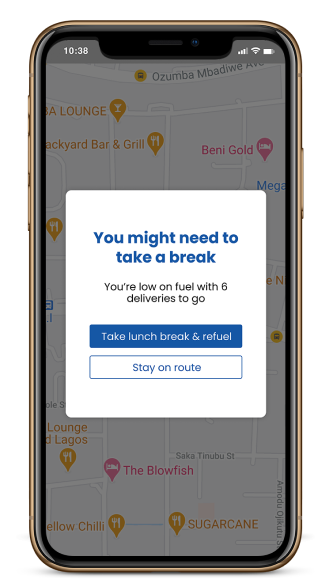 10:38
Ozumba Mbadiwe Av
BA LOUNGE
ackyard Bar & Grill
Beni Gold
Mega
You might need to
take a break
You're low on fuel with 6
deliveries to go
e N
Take lunch break & refuel
Stay on route
ole S
Lounge
d Lagos
Saka Tinubu St
The Blowfish
Amodu Ojikutu S
ellow Chilli
SUGARCANE